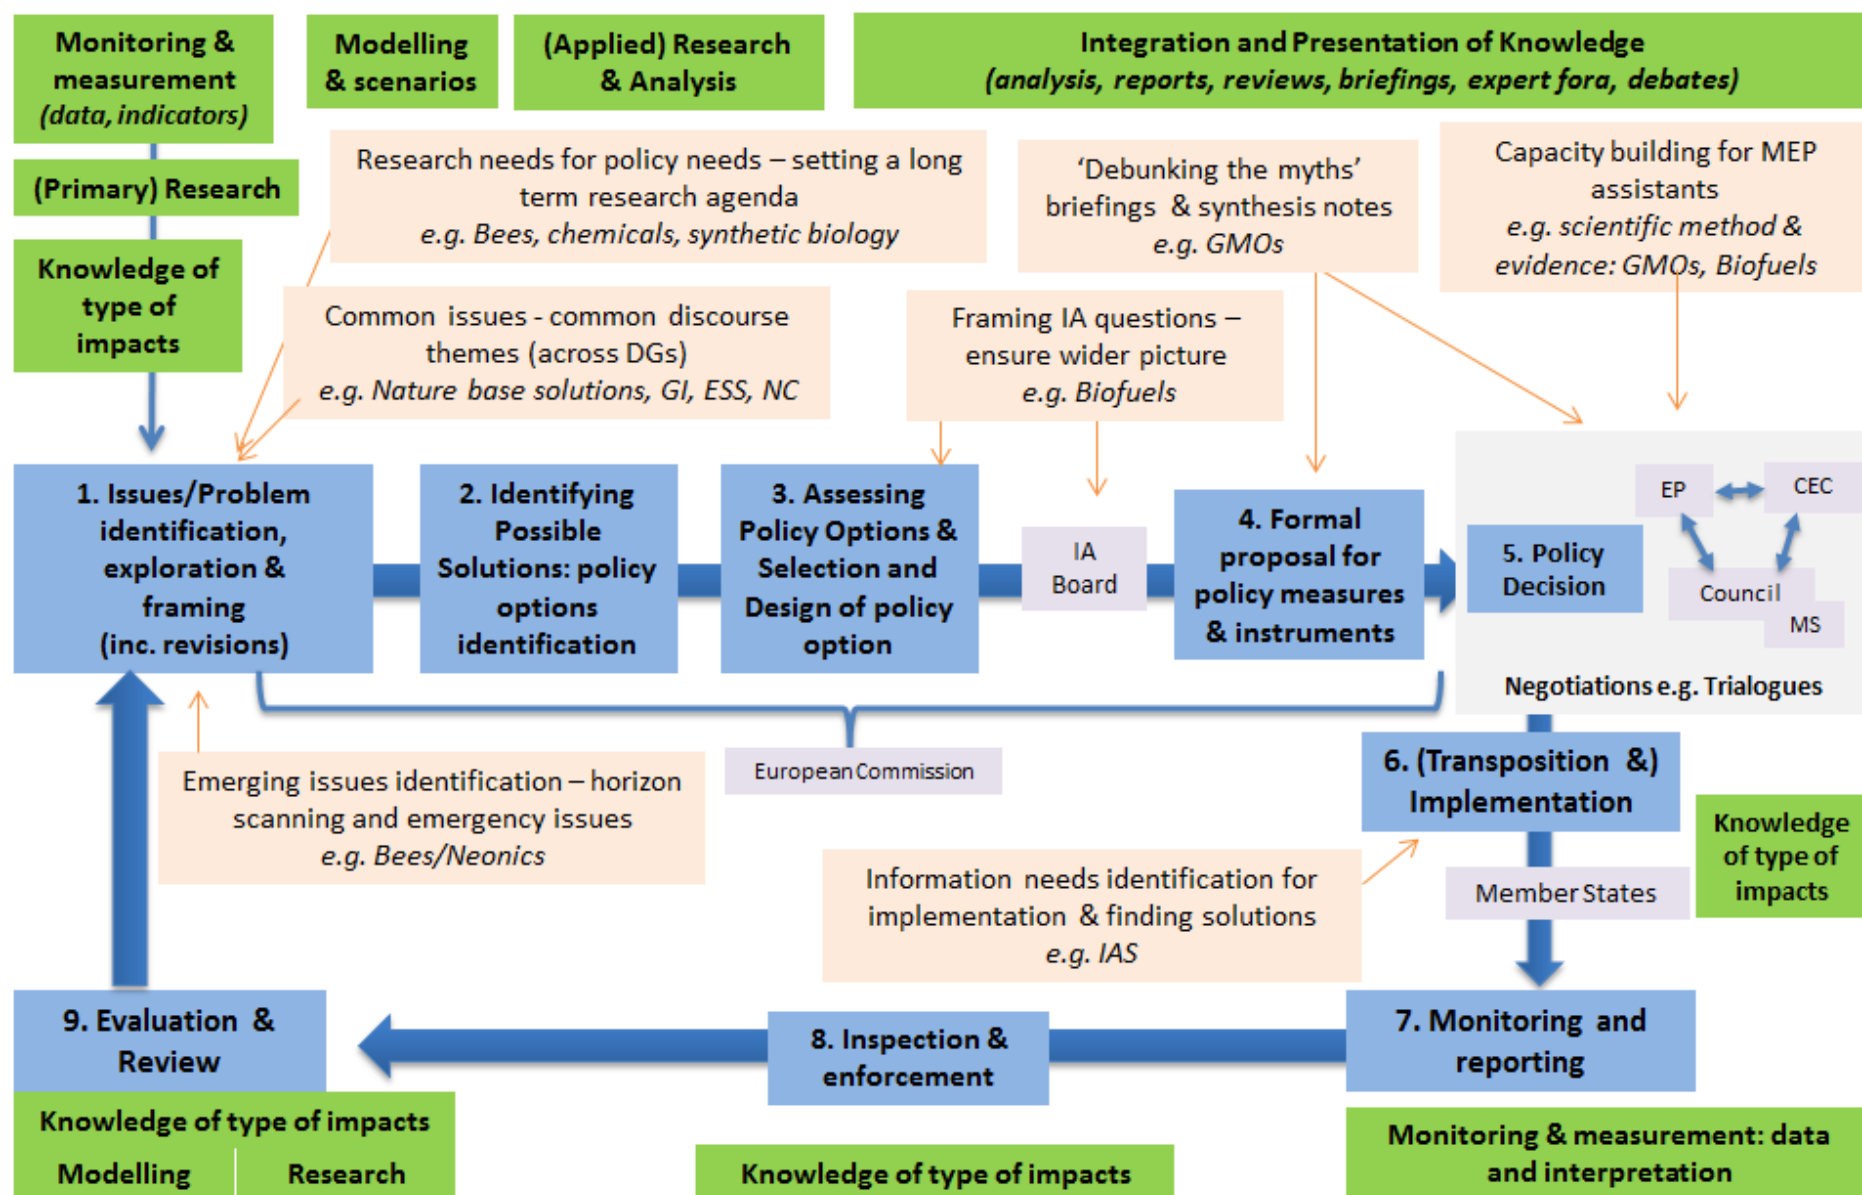 Monitoring &
measurement
(data, indicators)
Modelling
& scenarios
(Applied) Research
& Analysis
Integration and Presentation of Knowledge
(analysis, reports, reviews, briefings, expert fora, debates)
(Primary) Research
Knowledge of
type of
impacts
Research needs for policy needs – setting a long
term research agenda
e.g. Bees, chemicals, synthetic biology
Common issues - common discourse
themes (across DGs)
e.g. Nature base solutions, GI, ESS, NC
Framing IA questions –
ensure wider picture
e.g. Biofuels
‘Debunking the myths’
briefings & synthesis notes
e.g. GMOs
Capacity building for MEP
assistants
e.g. scientific method &
evidence: GMOs, Biofuels
1. Issues/Problem
identification,
exploration &
framing
(inc. revisions)
2. Identifying
Possible
Solutions: policy
options
identification
3. Assessing
Policy Options &
Selection and
Design of policy
option
IA
Board
4. Formal
proposal for
policy measures
& instruments
5. Policy
Decision
EP
CEC
Council
MS
Negotiations e.g. Trialogues
European Commission
Emerging issues identification – horizon
scanning and emergency issues
e.g. Bees/Neonics
6. (Transposition &)
Implementation
Knowledge
of type of
impacts
Information needs identification for
implementation & finding solutions
e.g. IAS
Member States
9. Evaluation &
Review
8. Inspection &
enforcement
7. Monitoring and
reporting
Knowledge of type of impacts
Modelling
Research
Knowledge of type of impacts
Monitoring & measurement: data
and interpretation